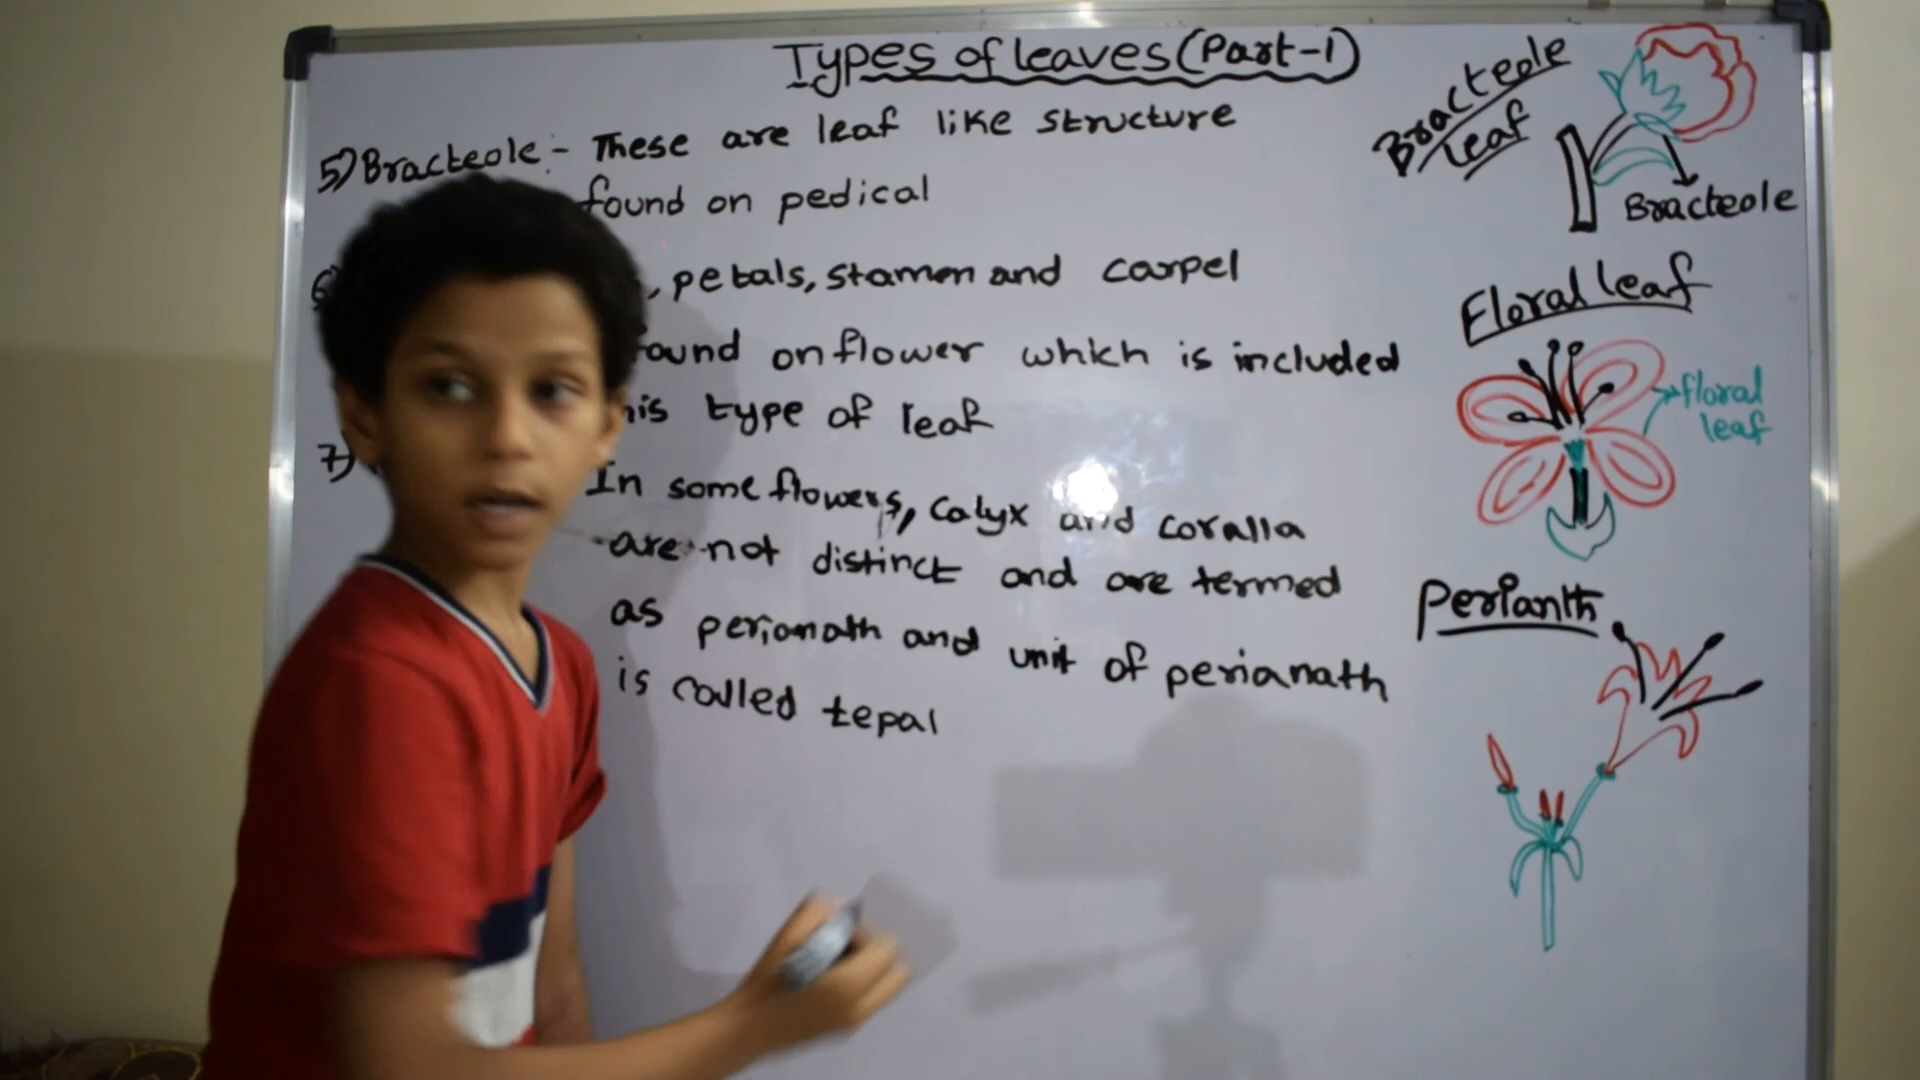 Types of leaves (Part-1)
5) Bracteole :- These are leaf like structure
found on pedical
, petals, stamen and carpel
found on flower which is included
type of leaf
7)
In some flowers, Calyx and coralla
are not distinct and are termed
as perianath and unit of perianath
is called tepal
Bracteole
leaf
Bracteole
Floral leaf
floral
leaf
Perianth